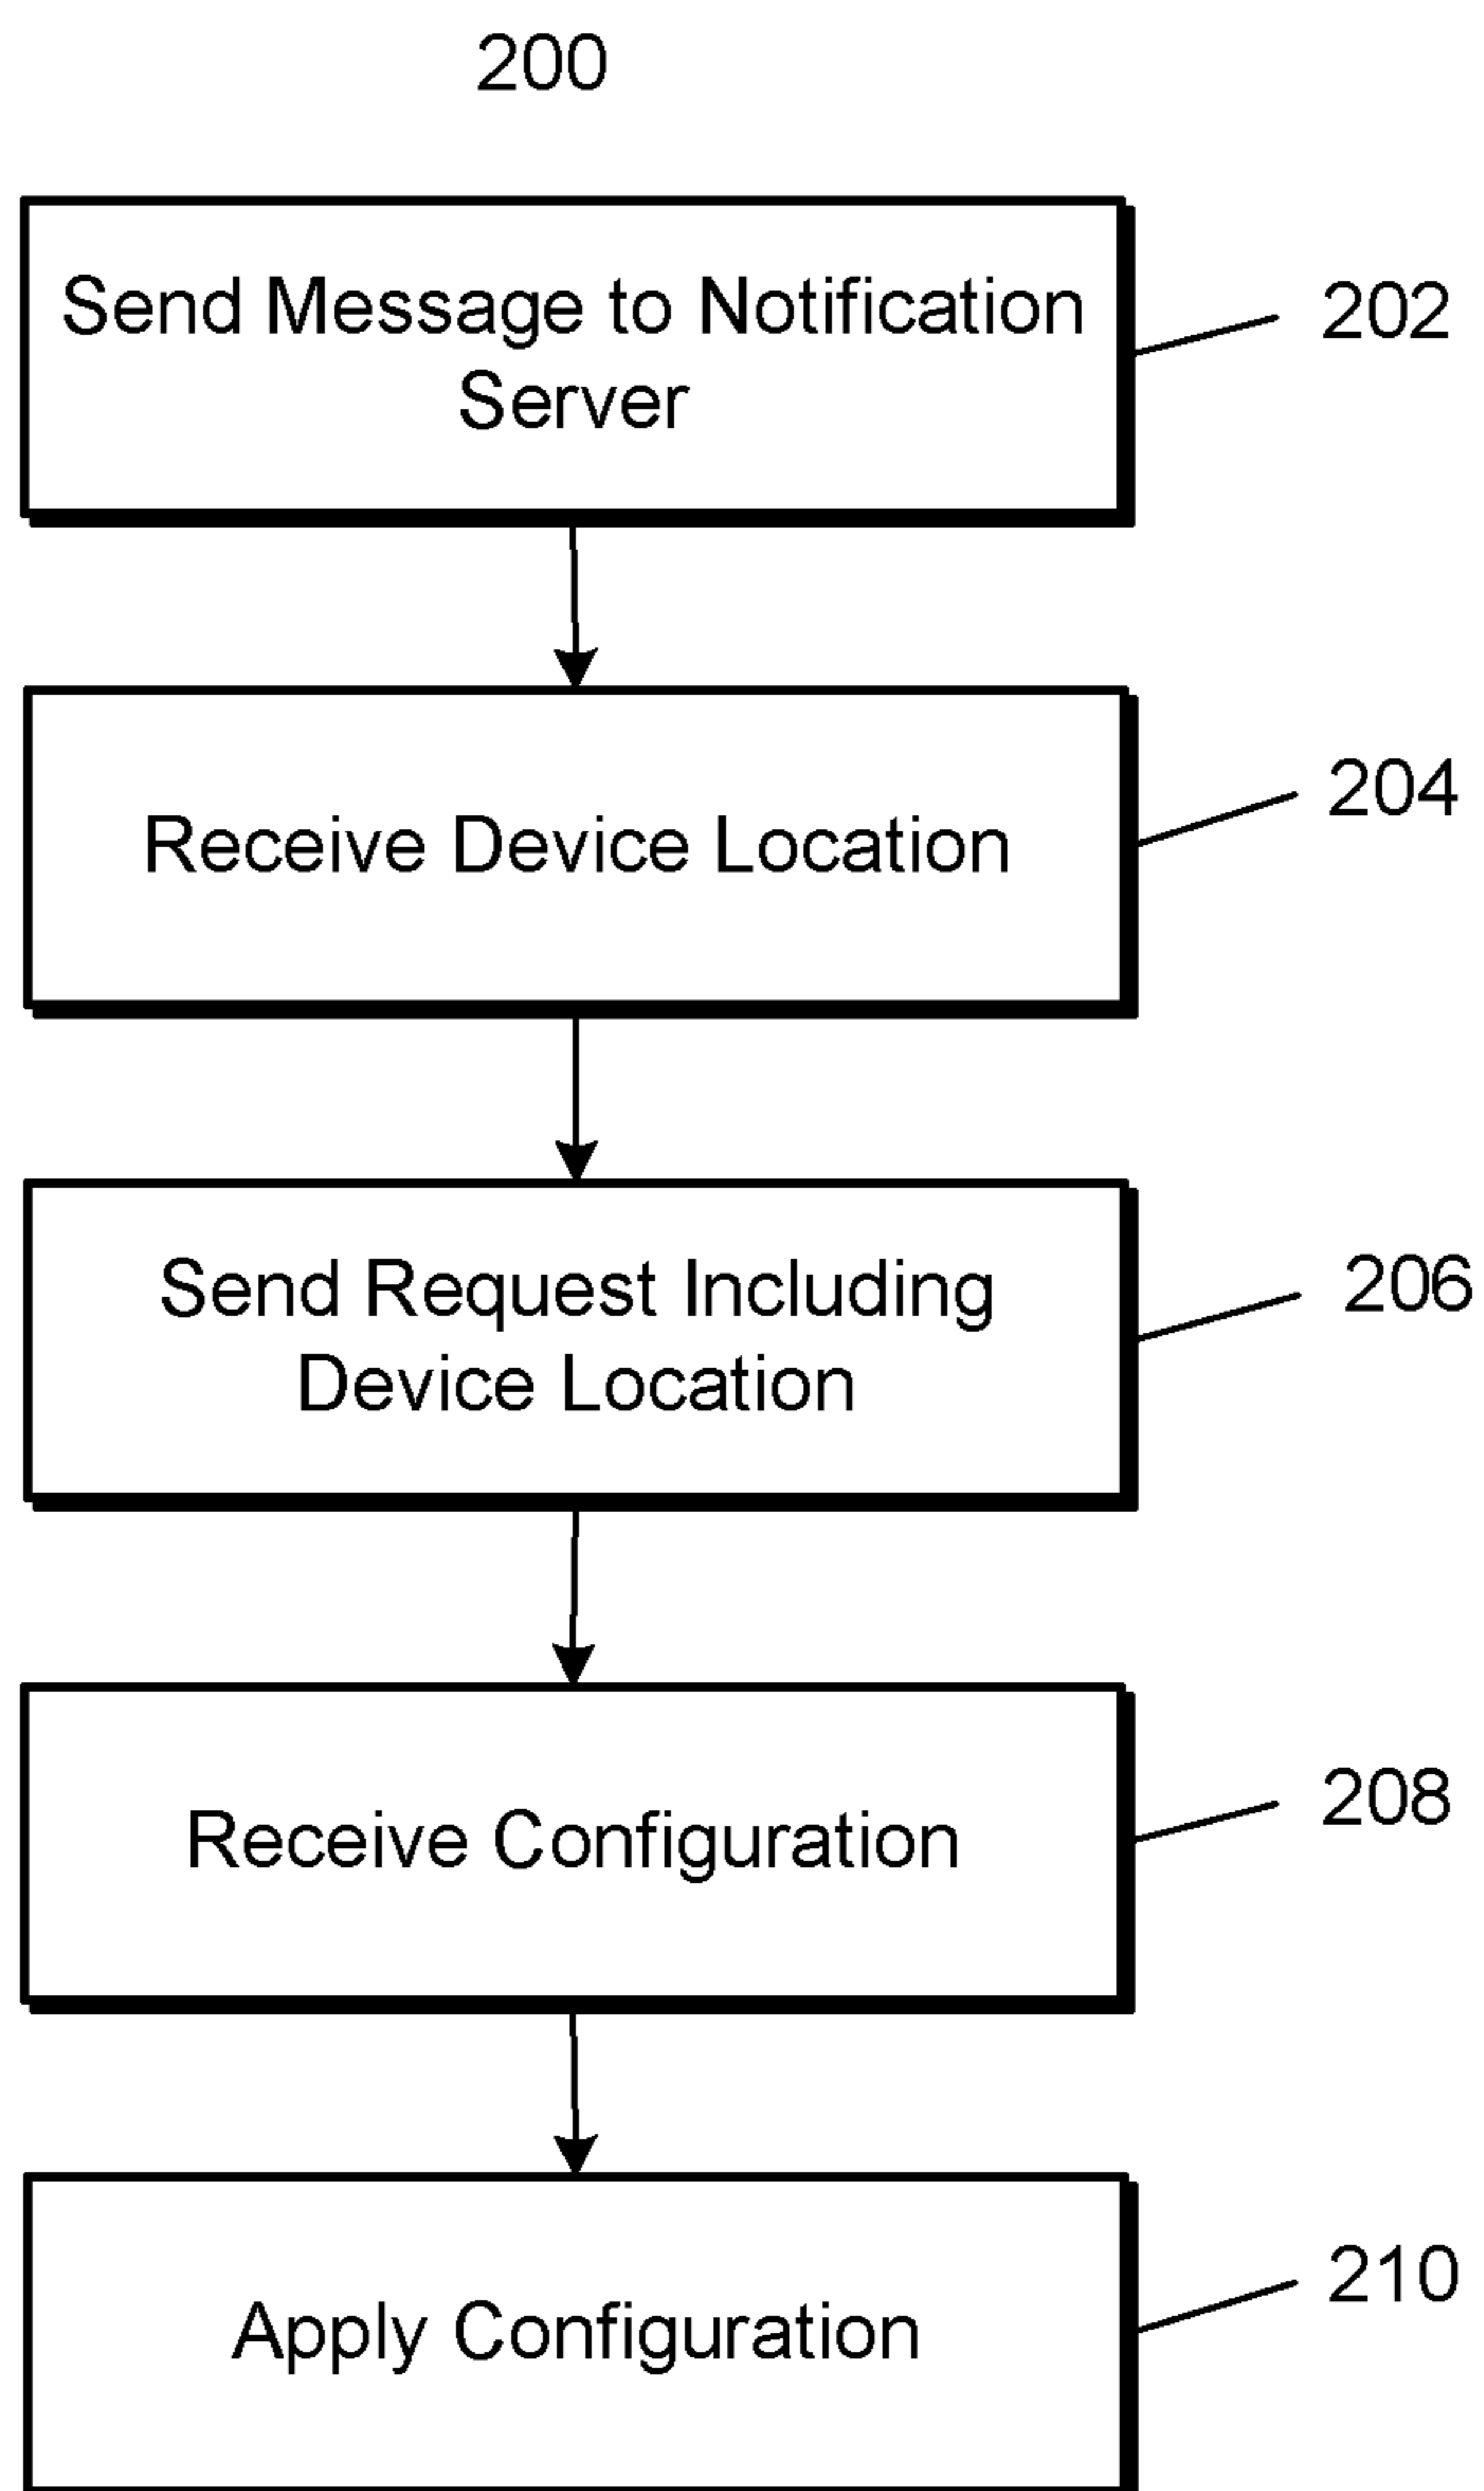 200
Send Message to Notification
Server
202
Receive Device Location
204
Send Request Including
Device Location
206
Receive Configuration
208
Apply Configuration
210